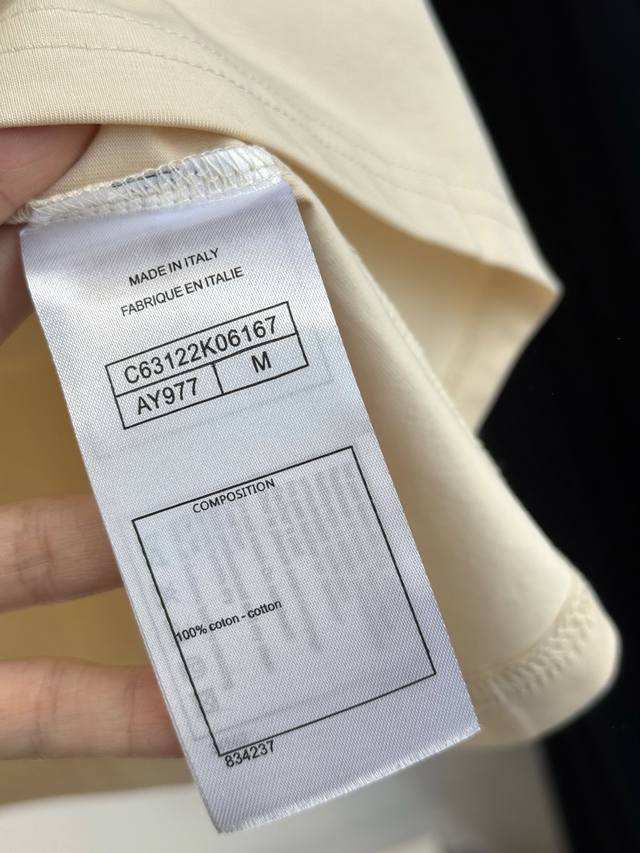 MADE IN ITALY
FABRIQUE EN ITALIE
C63122K06167
AY977 M
COMPOSITION
100% coton - cotton
834237